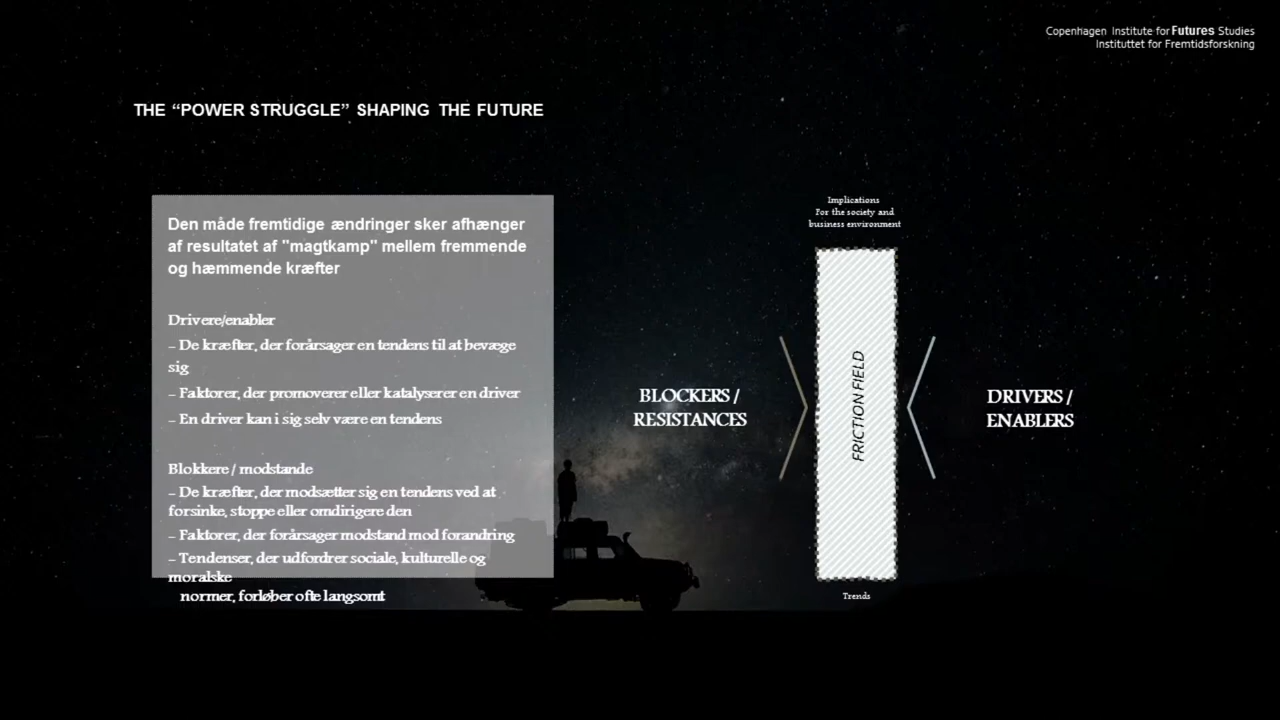 Copenhagen Institute for Futures Studies
Instituttet for Fremtidsforskning
THE “POWER STRUGGLE” SHAPING THE FUTURE
Den måde fremtidige ændringer sker afhænger
af resultatet af "magtkamp" mellem fremmende
og hæmmende kræfter
Drivere/enabler
– De kræfter, der forårsager en tendens til at bevæge
sig
– Faktorer, der promoverer eller katalyserer en driver
– En driver kan i sig selv være en tendens
Blokkere / modstande
– De kræfter, der modsætter sig en tendens ved at
forsinke, stoppe eller omdirigere den
– Faktorer, der forårsager modstand mod forandring
– Tendenser, der udfordrer sociale, kulturelle og
moralske
normer, forløber ofte langsomt
BLOCKERS /
RESISTANCES
Implications
For the society and
business environment
FRICTION FIELD
Trends
DRIVERS /
ENABLERS